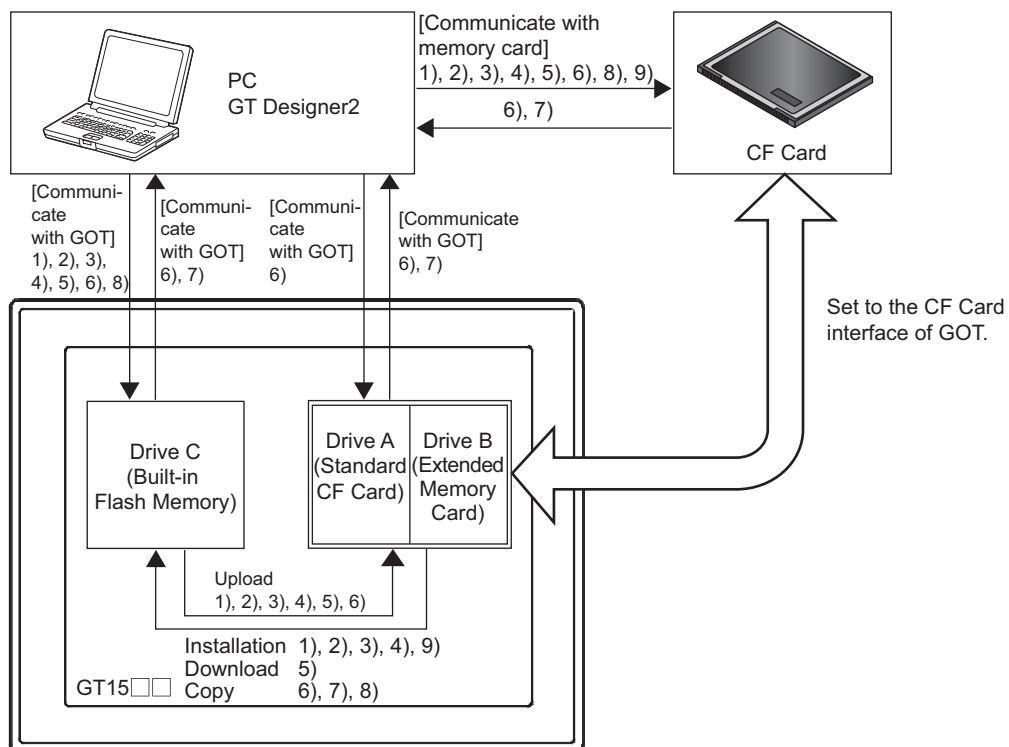 [Communicate with
memory card]
1), 2), 3), 4), 5), 6), 8), 9)
6), 7)
PC
GT Designer2
CF Card
[Communi-
cate
with GOT]
1), 2), 3),
4), 5), 6), 8)
[Communi-
cate
with GOT]
6), 7)
[Communi-
cate
with GOT]
6)
[Communicate
with GOT]
6), 7)
Set to the CF Card
interface of GOT.
Drive C
(Built-in
Flash Memory)
Drive A
(Standard
CF Card)
Drive B
(Extended
Memory
Card)
Upload
1), 2), 3), 4), 5), 6)
Installation 1), 2), 3), 4), 9)
Download 5)
Copy 6), 7), 8)
GT15□□